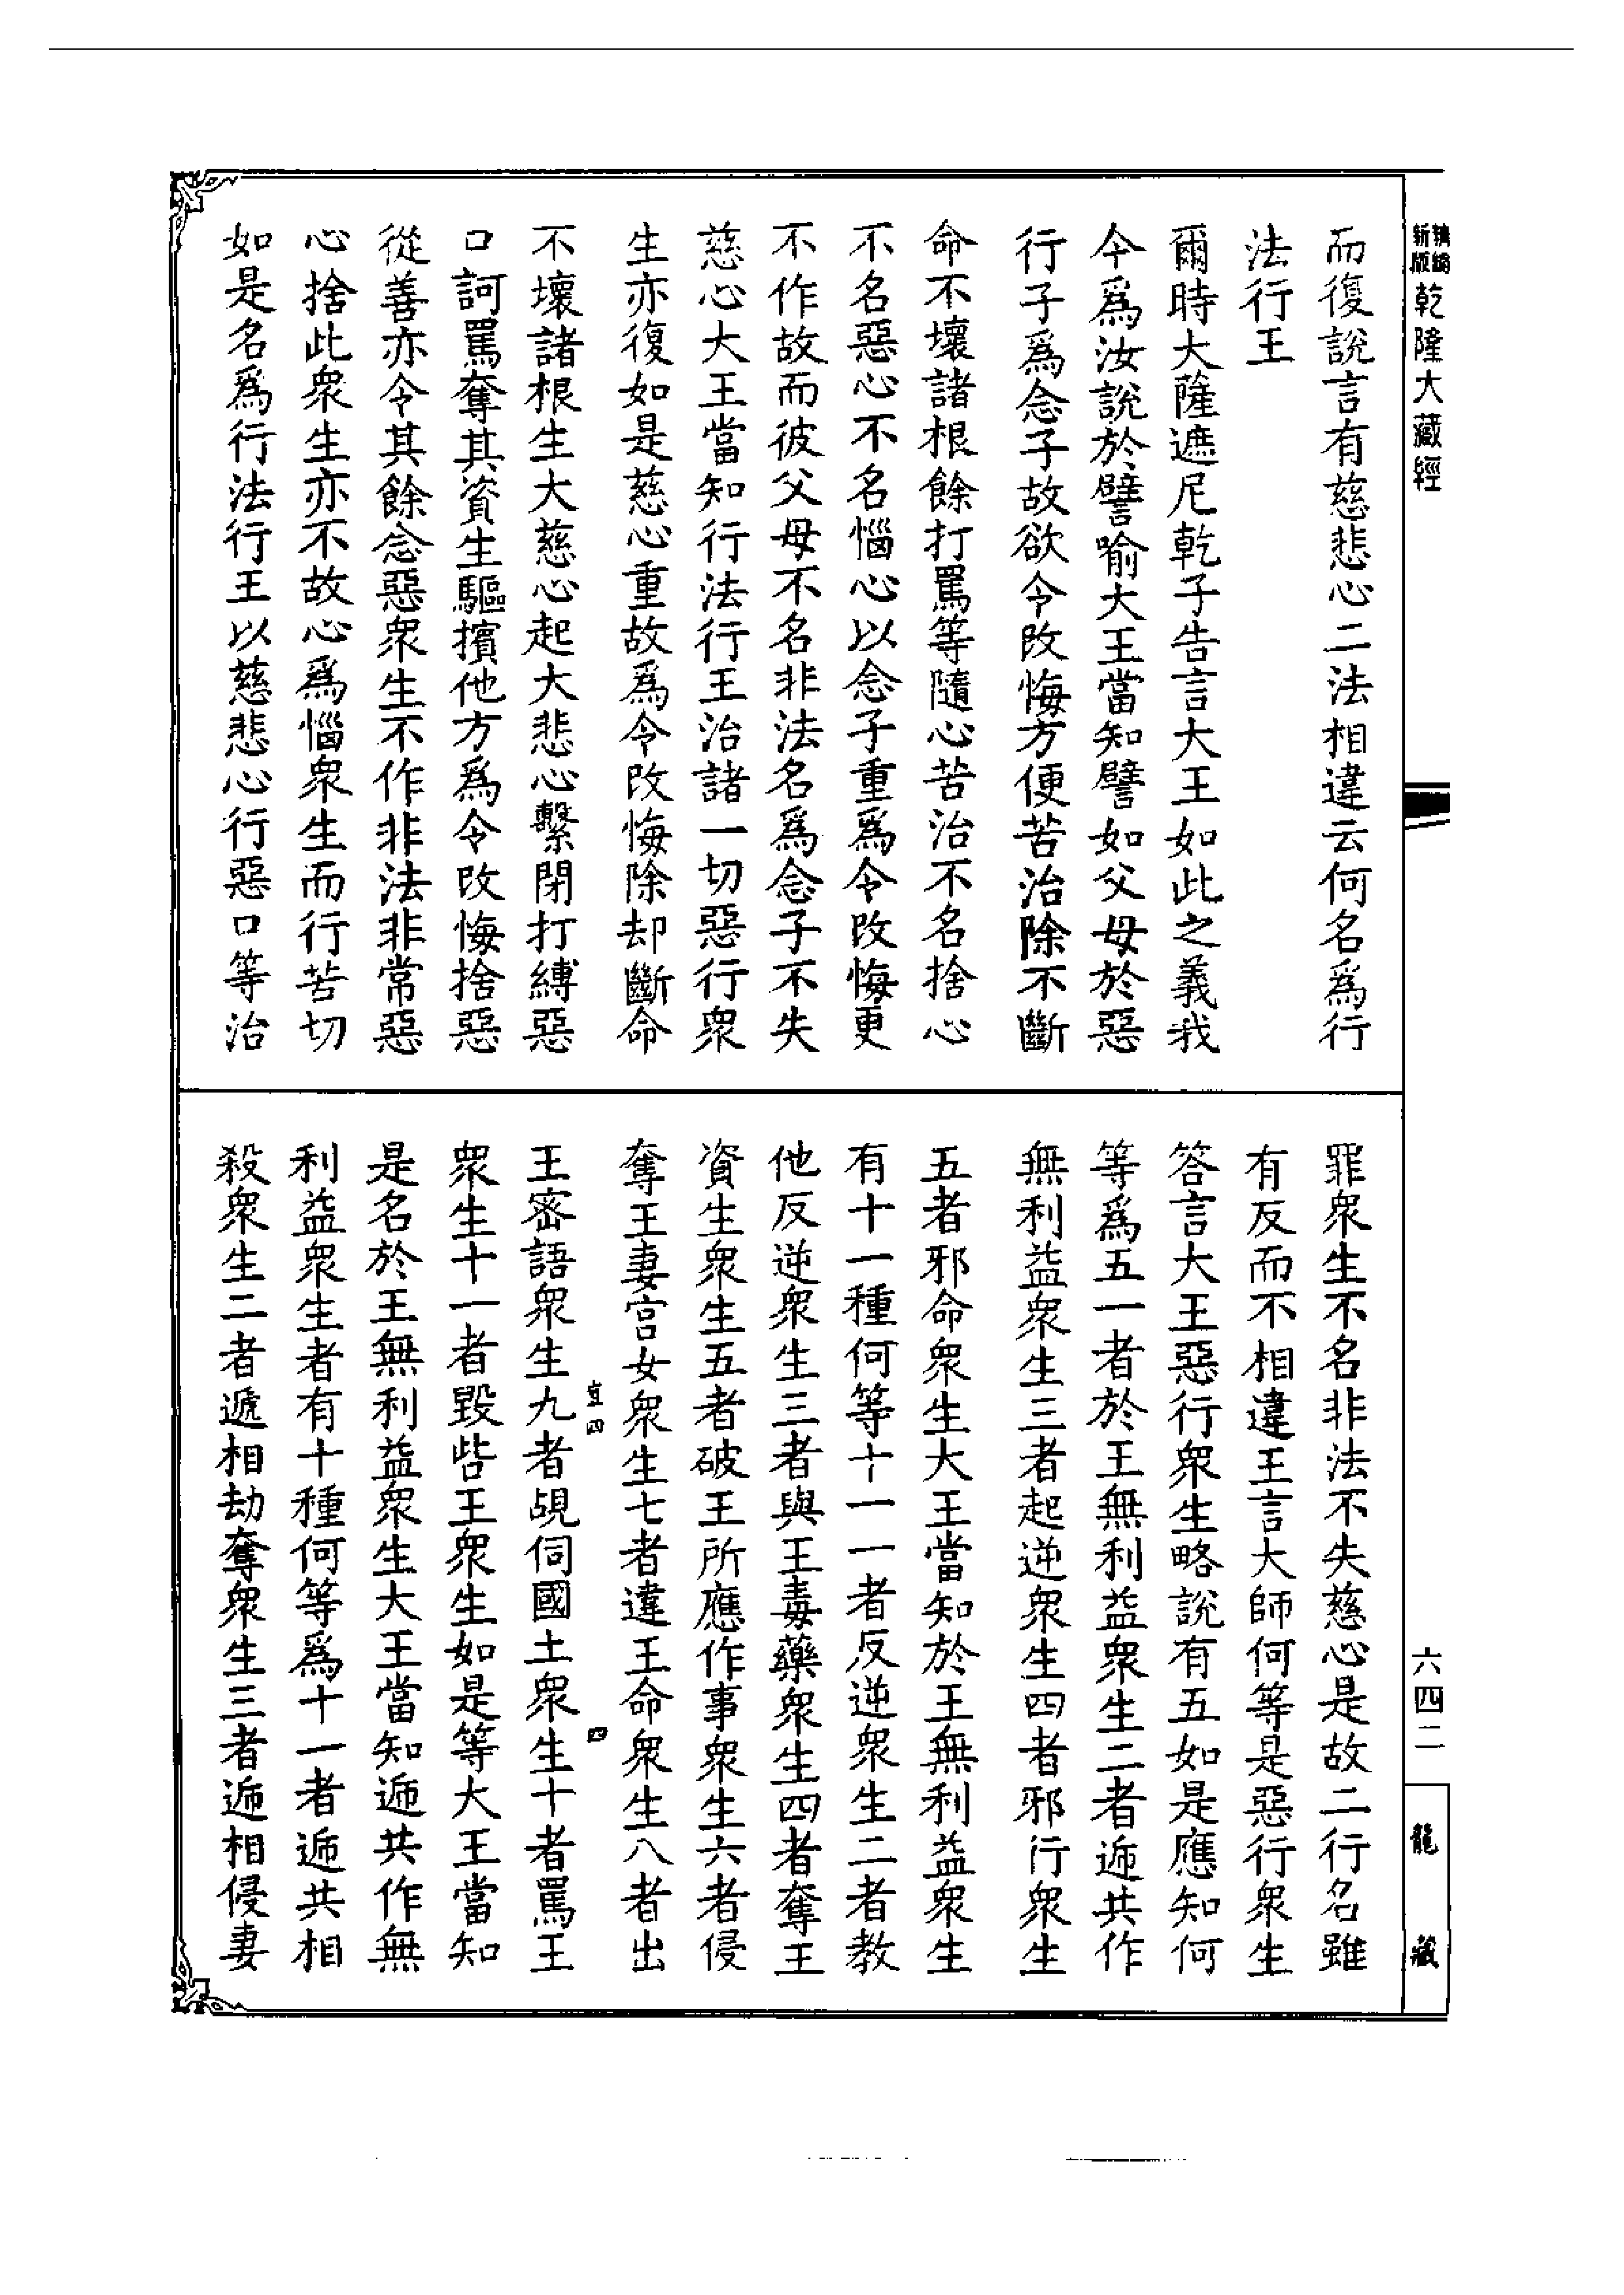 新編
新版
乾隆大藏經
而復說言有慈悲心二法相違云何名為行
法行王
爾時大薩遮尼乾子告言大王如此之義我
今爲汝說於譬喻大王當知譬如父母於惡
行子爲念子故欲令改悔方便苦治除不斷
命不壞諸根餘打罵等隨心苦治不名捨心
不名惡心不名惱心以念子重爲令改悔更
不作故而彼父母不名非法名爲念子不失
慈心大王當知行法行王治諸一切惡行衆
生亦復如是慈心重故爲令改悔除却斷命
不壞諸根生大慈心起大悲心繫閉打縛惡
口訶罵奪其資生驅擯他方爲令改悔捨惡
從善亦令其餘念惡衆生不作非法非常惡
心捨此衆生亦不故心爲惱衆生而行苦切
如是名爲行法行王以慈悲心行惡口等治
罪衆生不名非法不失慈心是故二行名雖
有反而不相違王言大師何等是惡行衆生
答言大王惡行衆生略說有五如是應知何
等爲五一者於王無利益衆生二者遞共作
無利益衆生三者起逆衆生四者邪行衆生
五者邪命衆生大王當知於王無利益衆生
有十一種何等十一一者反逆衆生二者教
他反逆衆生三者與王毒藥衆生四者奪王
資生衆生五者破王所應作事衆生六者侵
奪王妻宮女衆生七者違王命衆生八者出
王密語衆生九者覘伺國土衆生十者罵王
衆生十一者毀呰王衆生如是等大王當知
是名於王無利益衆生大王當知遞共作無
利益衆生者有十種何等爲十一者遞共相
殺衆生二者遞相劫奪衆生三者遞相侵妻
四
四
六四二
龍藏